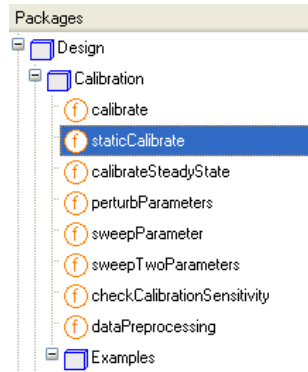 Packages
Design
Calibration
f calibrate
f staticCalibrate
f calibrateSteadyState
f perturbParameters
f sweepParameter
f sweepTwoParameters
f checkCalibrationSensitivity
f dataPreprocessing
Examples